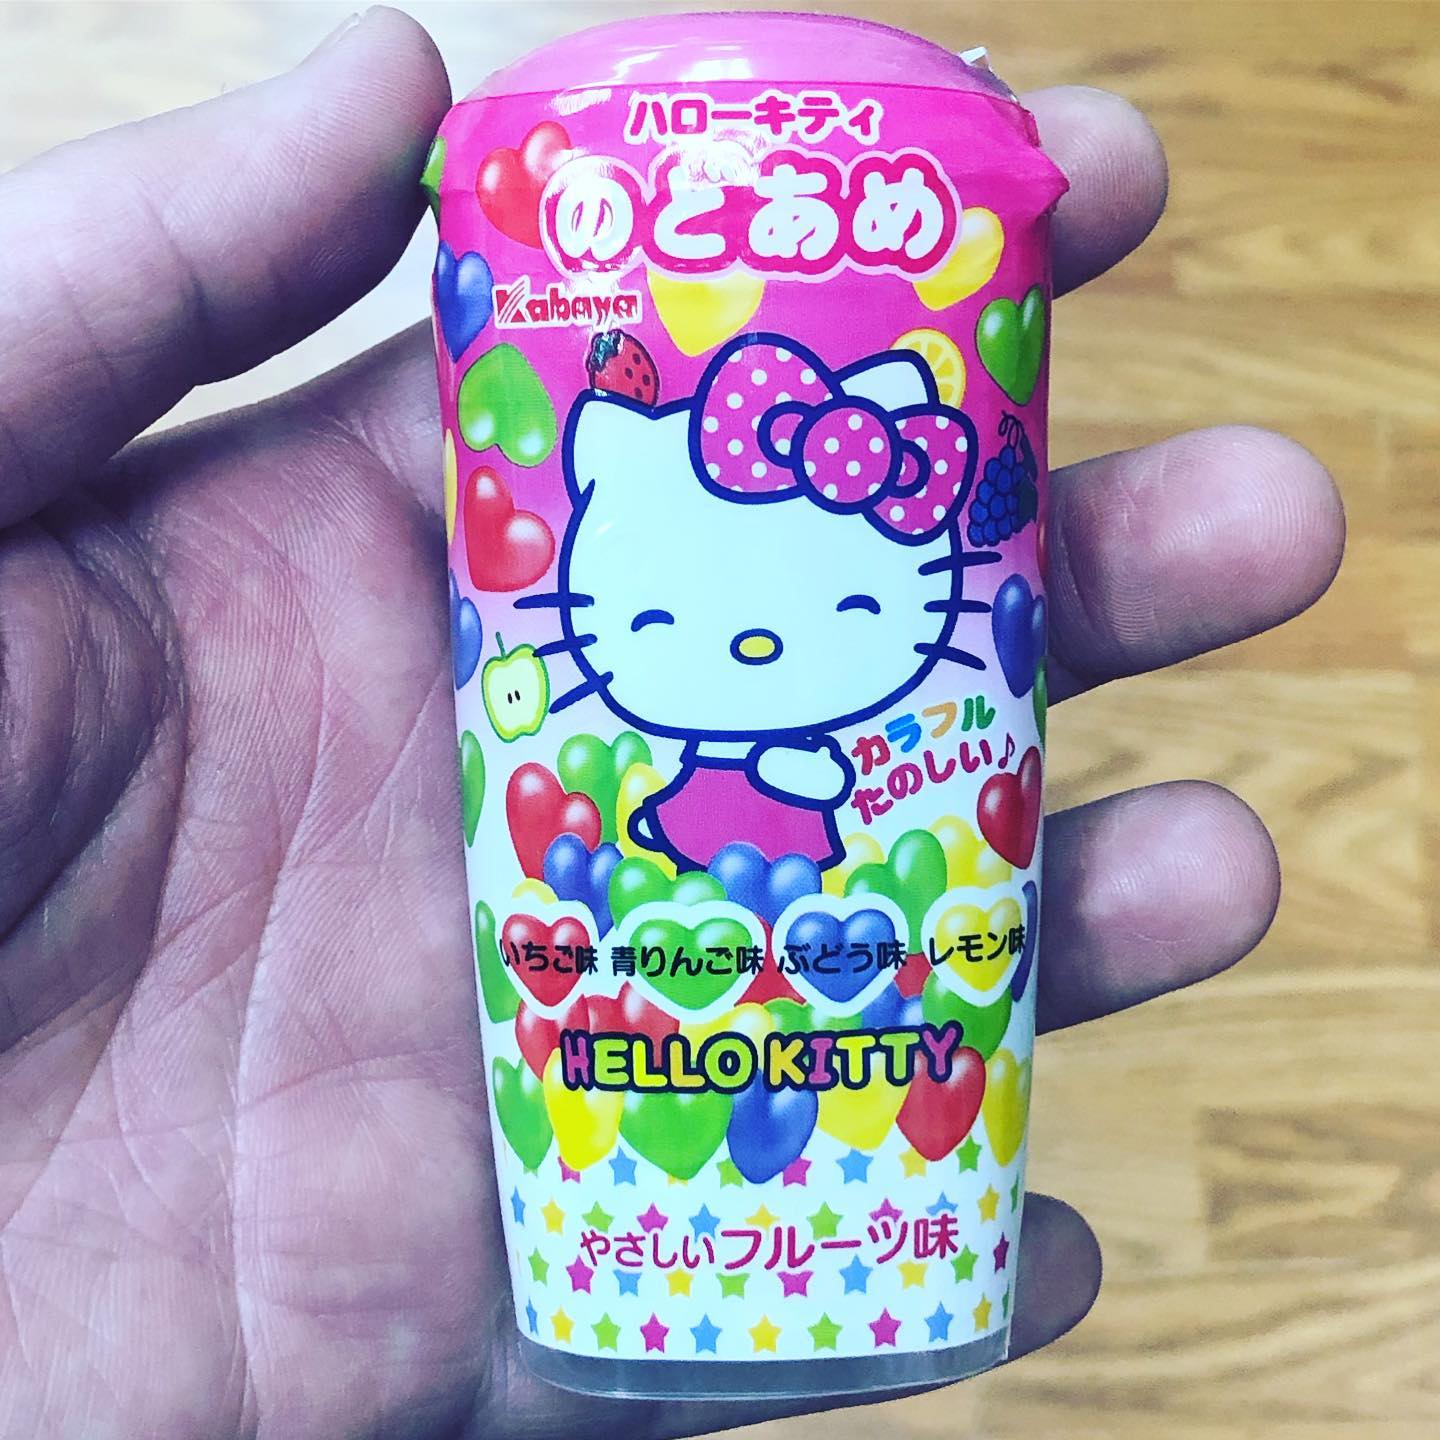 ハローキティ
のどあめ
Kabaya
カラフル
たのしい♪
いちご味 青りんご味 ぶどう味 レモン味
HELLO KITTY
やさしいフルーツ味